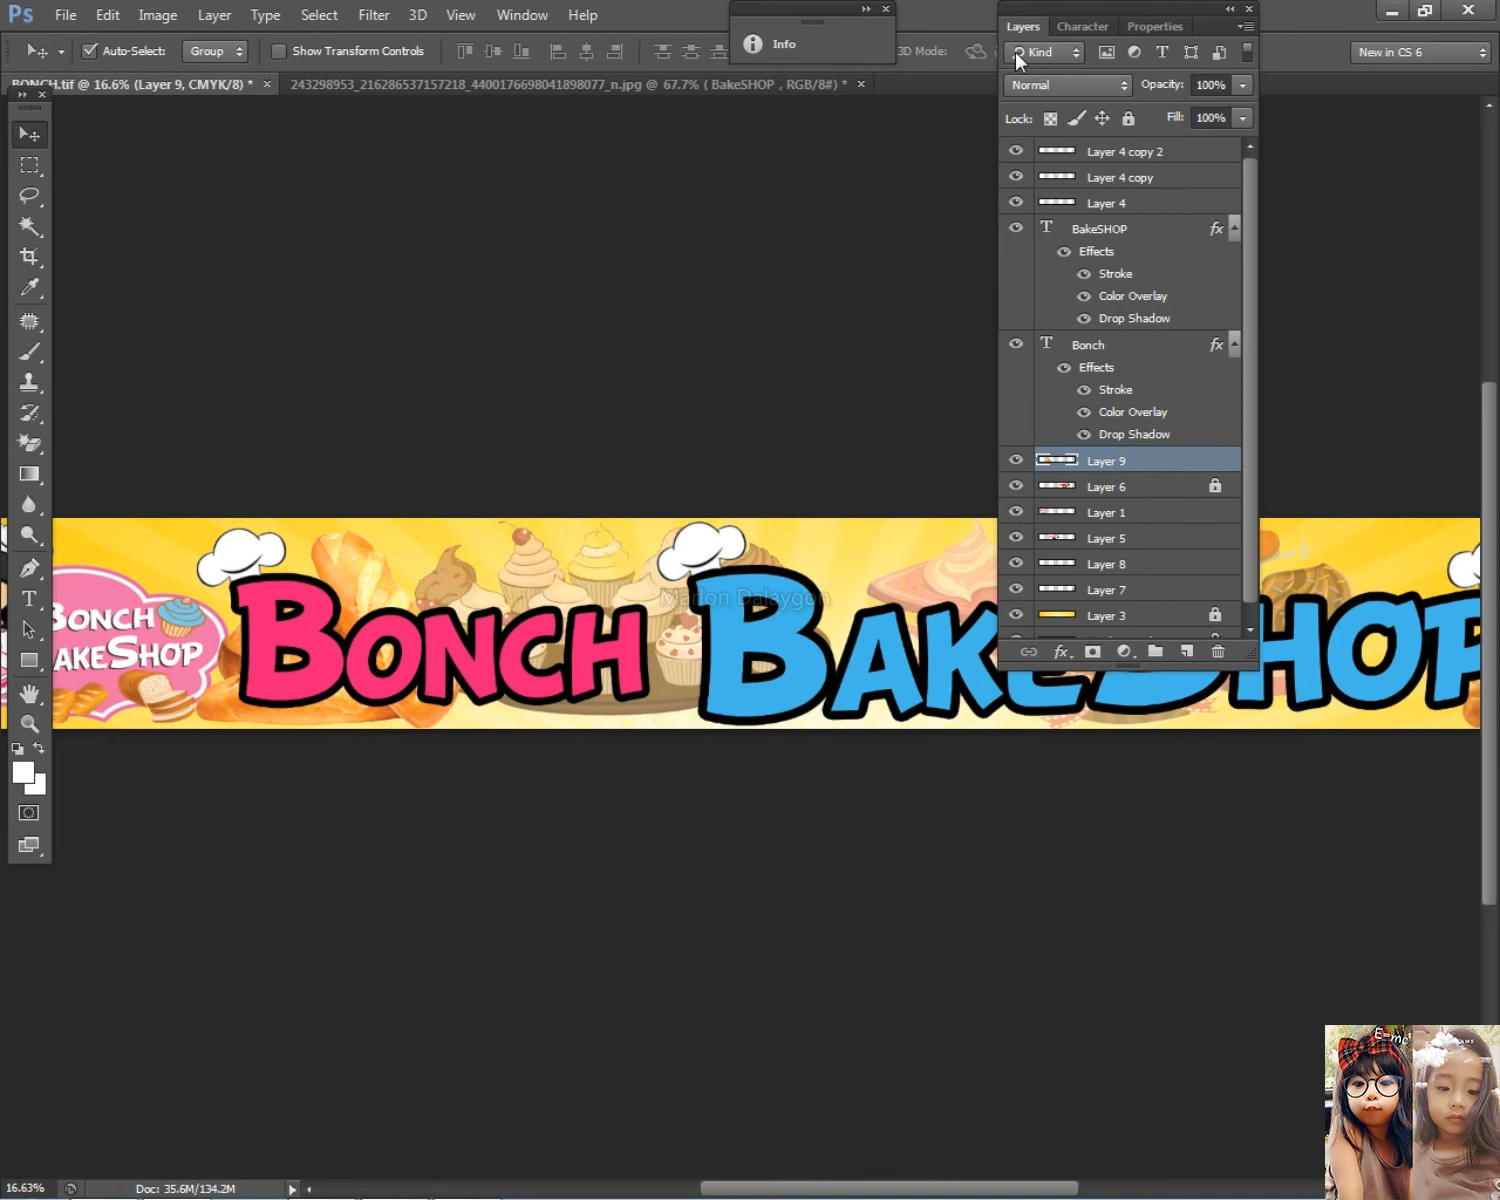 Ps File Edit Image Layer Type Select Filter 3D View Window Help
Auto-Select: Group Show Transform Controls 3D Mode: New in CS 6
BONCH.tif @ 16.6% (Layer 9, CMYK/8) * × 243298953_216286537157218_4400176698041898077_n.jpg @ 67.7% ( BakeSHOP , RGB/8#) * ×
Info
Layers Character Properties
Kind
Normal Opacity: 100%
Lock: Fill: 100%
Layer 4 copy 2
Layer 4 copy
Layer 4
T BakeSHOP fx
Effects
Stroke
Color Overlay
Drop Shadow
T Bonch fx
Effects
Stroke
Color Overlay
Drop Shadow
Layer 9
Layer 6
Layer 1
Layer 5
Layer 8
Layer 7
Layer 3
fx
BONCH
BAKESHOP
BONCH BAKESHOP
Marlon Dalaygon
E=mc²
16.63% Doc: 35.6M/134.2M